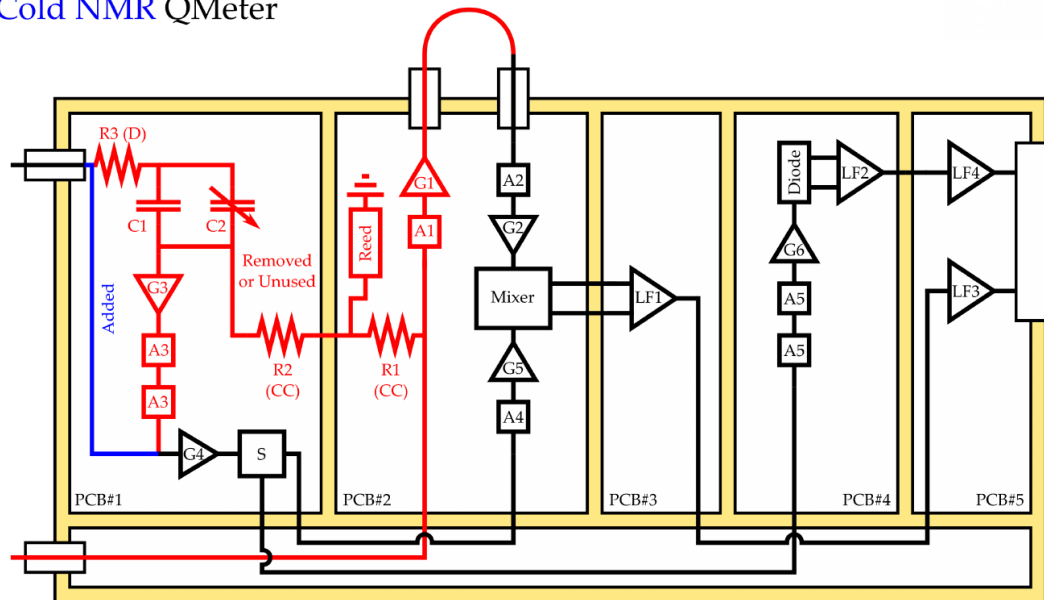 Cold NMR QMeter
R3 (D)
C1
C2
G3
Removed
or Unused
Added
A3
A3
R2
(CC)
G4
S
PCB#1
Reed
G1
A1
R1
(CC)
A2
G2
Mixer
G5
A4
PCB#2
LF1
PCB#3
Diode
LF2
G6
A5
A5
PCB#4
LF4
LF3
PCB#5